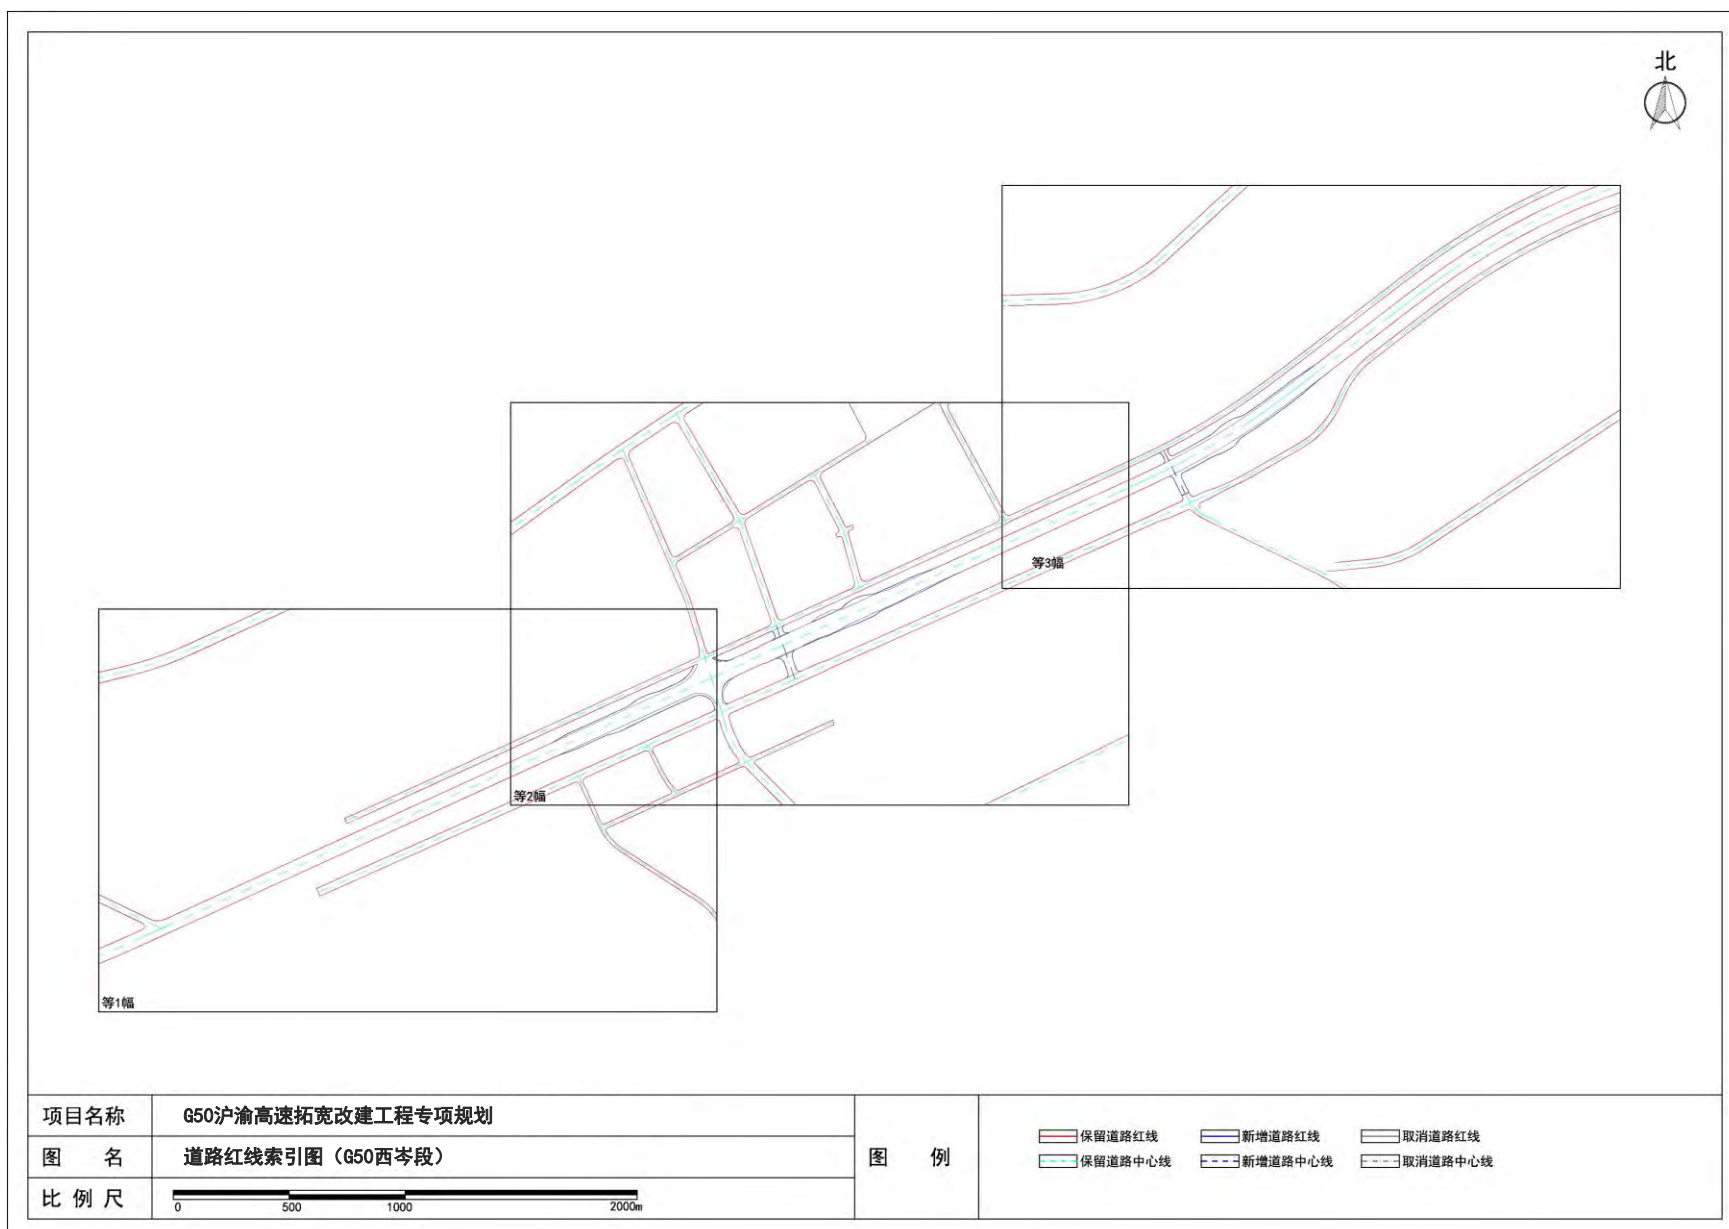 北
等3幅
等2幅
等1幅
项目名称
G50沪渝高速拓宽改建工程专项规划
图 名
道路红线索引图（G50西岑段）
比例尺
0 500 1000 2000m
图 例
保留道路红线 新增道路红线 取消道路红线
保留道路中心线 新增道路中心线 取消道路中心线